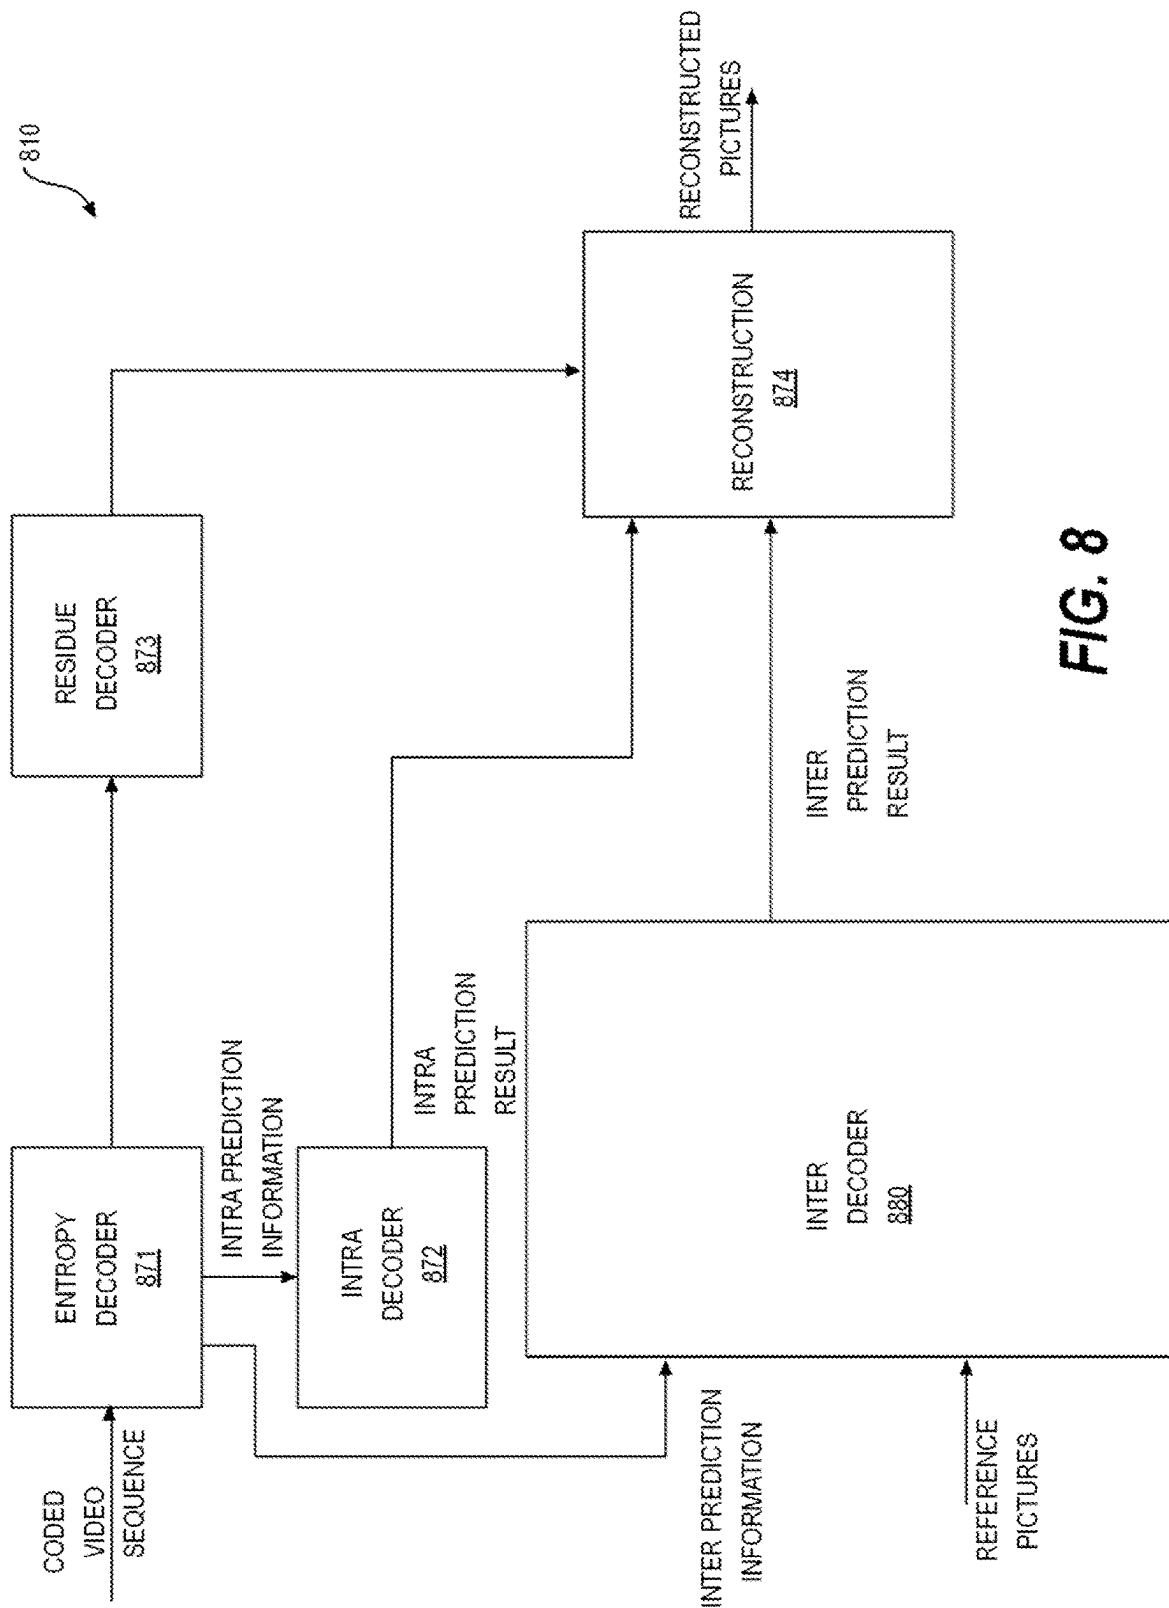 810
CODED
VIDEO
SEQUENCE
ENTROPY
DECODER
871
RESIDUE
DECODER
873
INTRA PREDICTION
INFORMATION
INTRA
DECODER
872
INTRA
PREDICTION
RESULT
INTER PREDICTION
INFORMATION
REFERENCE
PICTURES
INTER
DECODER
880
INTER
PREDICTION
RESULT
RECONSTRUCTION
874
RECONSTRUCTED
PICTURES
FIG. 8